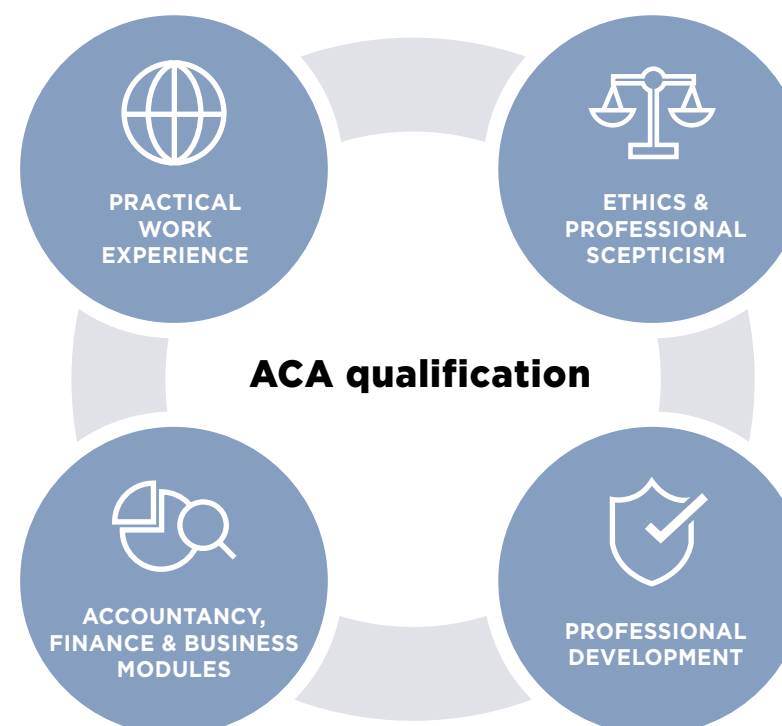 PRACTICAL
WORK
EXPERIENCE
ETHICS &
PROFESSIONAL
SCEPTICISM
ACA qualification
ACCOUNTANCY,
FINANCE & BUSINESS
MODULES
PROFESSIONAL
DEVELOPMENT